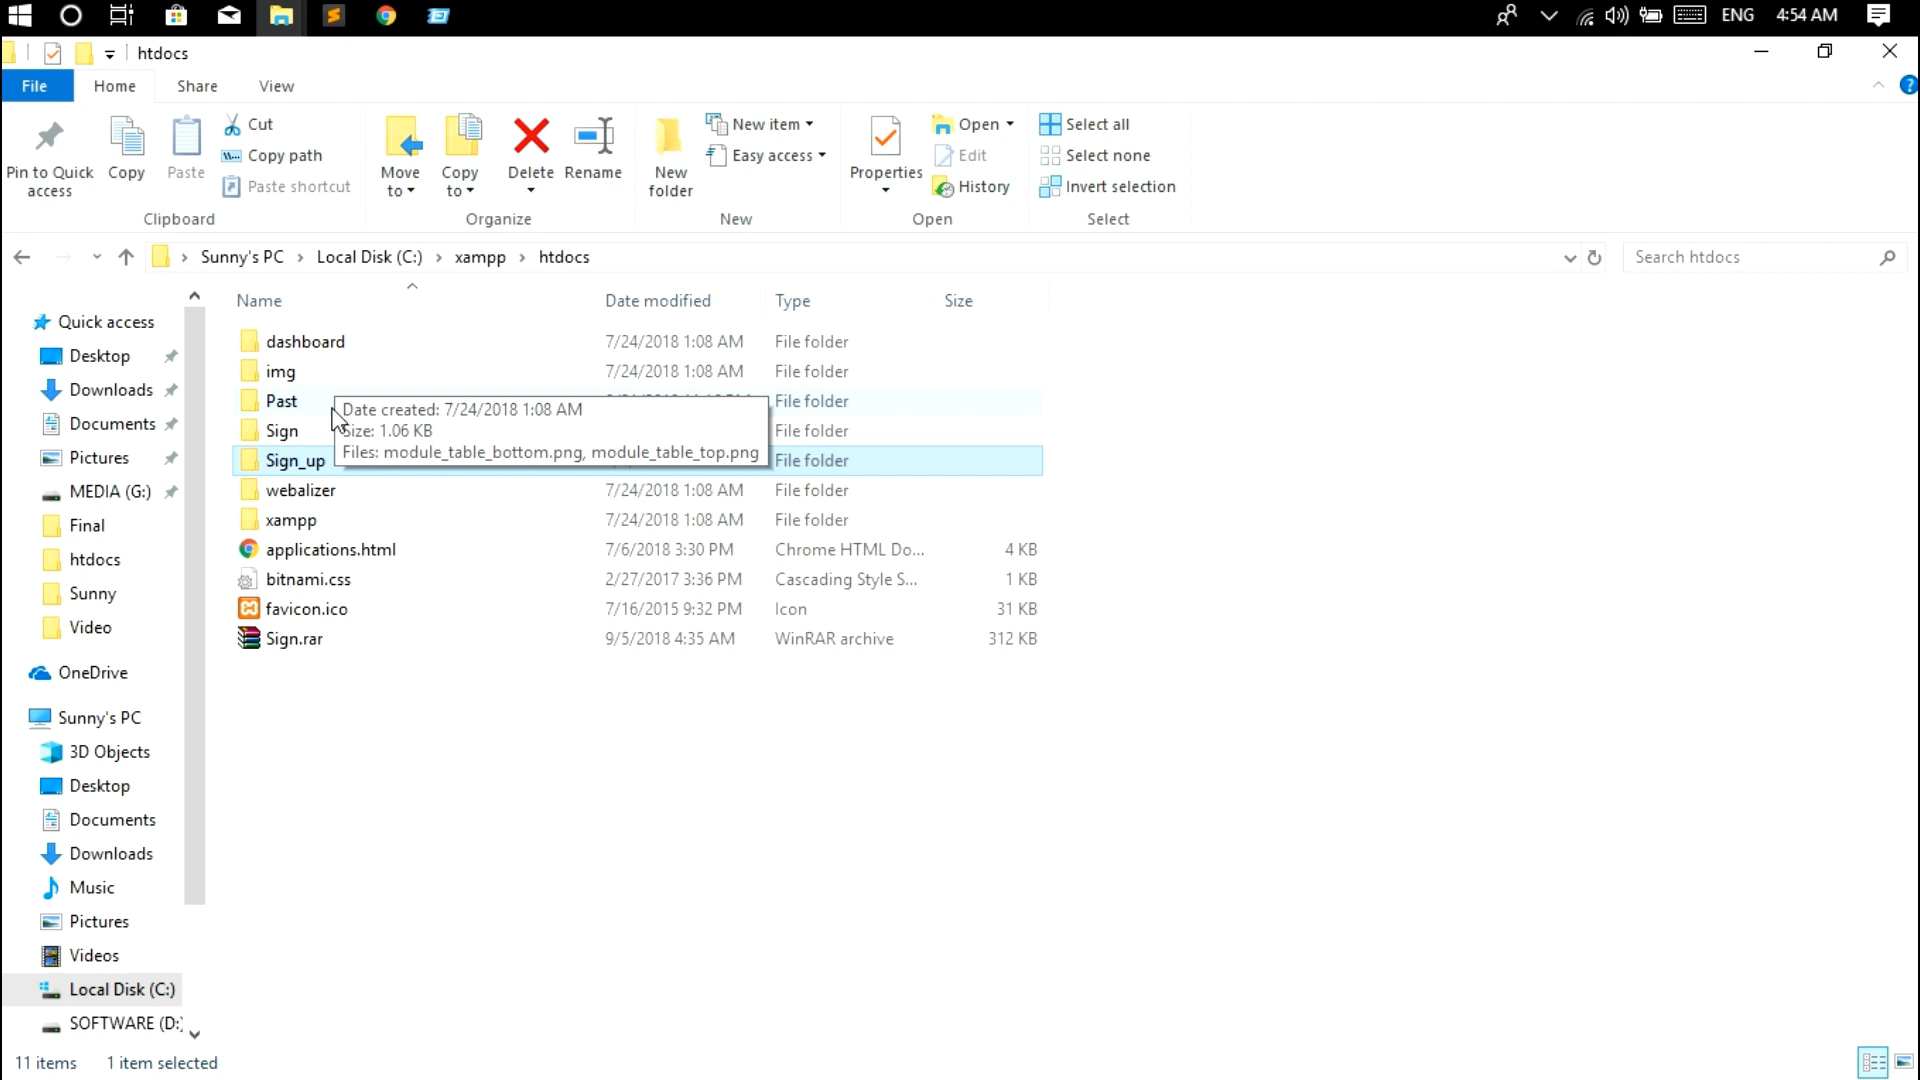 ENG 4:54 AM
htdocs
File Home Share View
Pin to Quick access
Copy
Paste
Cut
Copy path
Paste shortcut
Clipboard
Move to
Copy to
Delete
Rename
Organize
New folder
New item
Easy access
New
Properties
Open
Edit
History
Open
Select all
Select none
Invert selection
Select
Sunny's PC › Local Disk (C:) › xampp › htdocs
Search htdocs
Quick access
Desktop
Downloads
Documents
Pictures
MEDIA (G:)
Final
htdocs
Sunny
Video
OneDrive
Sunny's PC
3D Objects
Desktop
Documents
Downloads
Music
Pictures
Videos
Local Disk (C:)
SOFTWARE (D:)
Name Date modified Type Size
dashboard 7/24/2018 1:08 AM File folder
img 7/24/2018 1:08 AM File folder
Past File folder
Sign File folder
Sign_up File folder
Date created: 7/24/2018 1:08 AM
Size: 1.06 KB
Files: module_table_bottom.png, module_table_top.png
webalizer 7/24/2018 1:08 AM File folder
xampp 7/24/2018 1:08 AM File folder
applications.html 7/6/2018 3:30 PM Chrome HTML Do... 4 KB
bitnami.css 2/27/2017 3:36 PM Cascading Style S... 1 KB
favicon.ico 7/16/2015 9:32 PM Icon 31 KB
Sign.rar 9/5/2018 4:35 AM WinRAR archive 312 KB
11 items 1 item selected